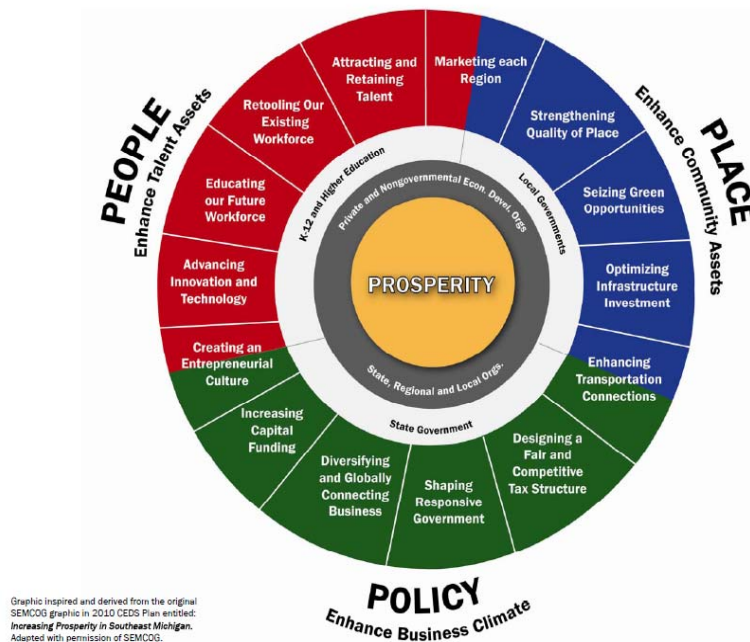 PEOPLE
Enhance Talent Assets
PLACE
Enhance Community Assets
POLICY
Enhance Business Climate
Attracting and
Retaining
Talent
Marketing each
Region
Strengthening
Quality of Place
Seizing Green
Opportunities
Optimizing
Infrastructure
Investment
Enhancing
Transportation
Connections
Designing a
Fair and
Competitive
Tax Structure
Shaping
Responsive
Government
Diversifying
and Globally
Connecting
Business
Increasing
Capital
Funding
Creating an
Entrepreneurial
Culture
Advancing
Innovation and
Technology
Educating
our Future
Workforce
Retooling Our
Existing
Workforce
K-12 and Higher Education
Local Governments
State Government
Private and Nongovernmental Econ. Devel. Orgs
State, Regional and Local Orgs.
PROSPERITY
Graphic inspired and derived from the original
SEMCOG graphic in 2010 CEDS Plan entitled:
Increasing Prosperity in Southeast Michigan.
Adapted with permission of SEMCOG.